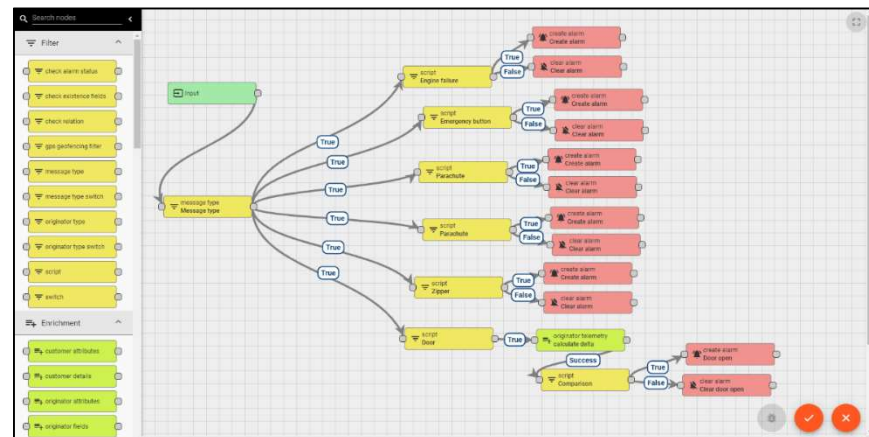 Search nodes
Filter
check alarm status
check existence fields
check relation
gps geofencing filter
message type
message type switch
originator type
originator type switch
script
switch
Enrichment
customer attributes
customer details
originator attributes
originator fields
input
message type
Message type
True
True
True
True
True
True
script
Engine failure
True
False
create alarm
Create alarm
clear alarm
Clear alarm
script
Emergency button
True
False
create alarm
Create alarm
clear alarm
Clear alarm
script
Parachute
True
False
create alarm
Create alarm
clear alarm
Clear alarm
script
Parachute
True
False
create alarm
Create alarm
clear alarm
Clear alarm
script
Zipper
True
False
create alarm
Create alarm
clear alarm
Clear alarm
script
Door
True
originator telemetry
calculate delta
Success
script
Comparison
True
False
create alarm
Door open
clear alarm
Clear door open